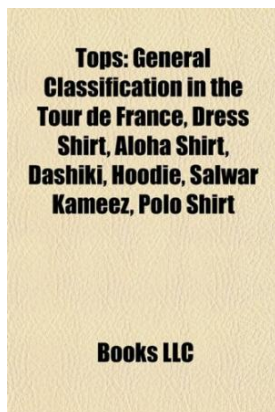 Tops: General
Classification in the
Tour de France, Dress
Shirt, Aloha Shirt,
Dashiki, Hoodie, Salwar
Kameez, Polo Shirt
Books LLC